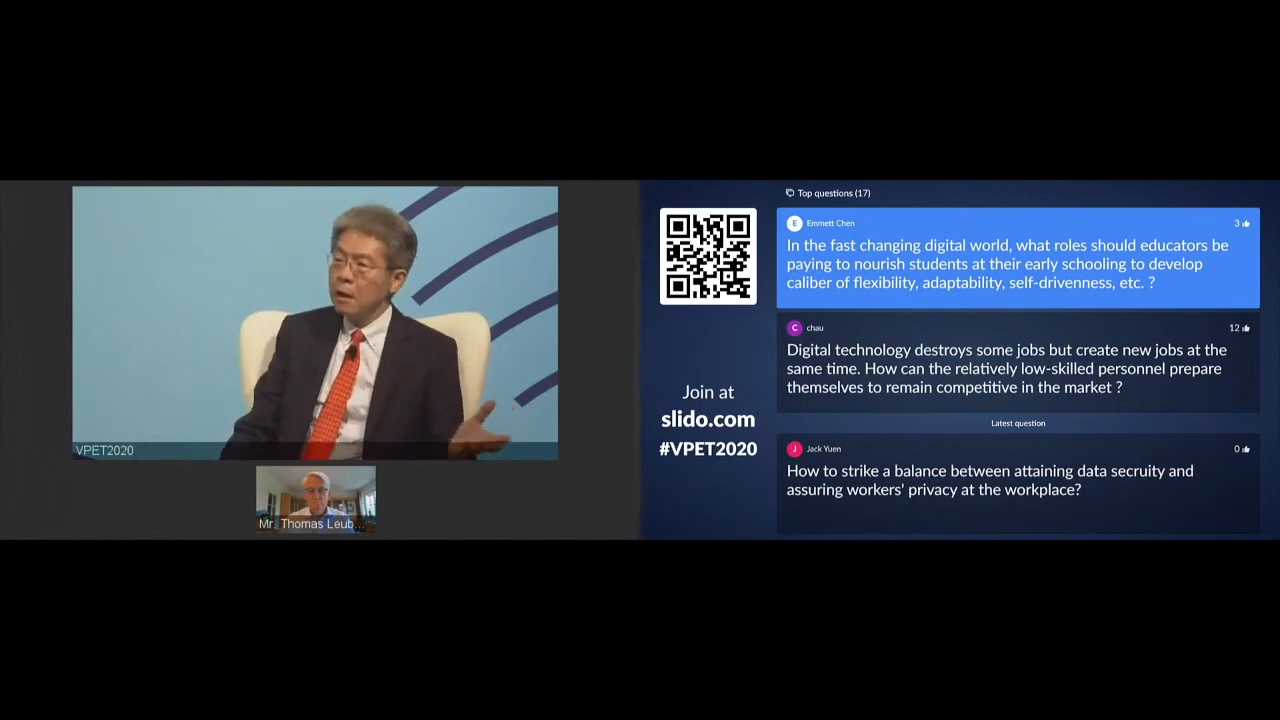 VPET2020
Mr. Thomas Leub...
Join at
slido.com
#VPET2020
Top questions (17)
E
Emmett Chen
3
In the fast changing digital world, what roles should educators be
paying to nourish students at their early schooling to develop
caliber of flexibility, adaptability, self-drivenness, etc. ?
C
chau
12
Digital technology destroys some jobs but create new jobs at the
same time. How can the relatively low-skilled personnel prepare
themselves to remain competitive in the market ?
Latest question
J
Jack Yuen
0
How to strike a balance between attaining data secruity and
assuring workers' privacy at the workplace?